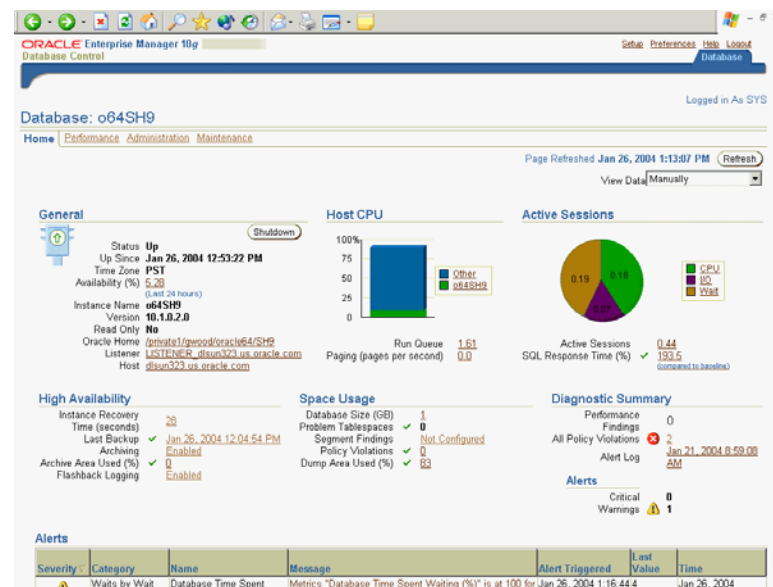 ORACLE Enterprise Manager 10g
Database Control
Setup Preferences Help Logout
Database
Logged in As SYS
Database: o64SH9
Home Performance Administration Maintenance
Page Refreshed Jan 26, 2004 1:13:07 PM Refresh
View Data Manually
General
Shutdown
Status Up
Up Since Jan 26, 2004 12:53:22 PM
Time Zone PST
Availability (%) 5.28
(Last 24 hours)
Instance Name o64SH9
Version 10.1.0.2.0
Read Only No
Oracle Home /private1/gwood/oracle64/SH9
Listener LISTENER_dlsun323.us.oracle.com
Host dlsun323.us.oracle.com
Host CPU
100%
75
50
25
0
Other
o64SH9
Run Queue 1.61
Paging (pages per second) 0.0
Active Sessions
0.19 0.18
0.07
CPU
I/O
Wait
Active Sessions 0.44
SQL Response Time (%) 193.5
(compared to baseline)
High Availability
Instance Recovery Time (seconds) 28
Last Backup Jan 26, 2004 12:04:54 PM
Archiving Enabled
Archive Area Used (%) 0
Flashback Logging Enabled
Space Usage
Database Size (GB) 1
Problem Tablespaces 0
Segment Findings Not Configured
Policy Violations 0
Dump Area Used (%) 83
Diagnostic Summary
Performance Findings 0
All Policy Violations 2
Alert Log Jan 21, 2004 8:59:08 AM
Alerts
Critical 0
Warnings 1
Alerts
Severity Category Name Message Alert Triggered Last Value Time
Waits by Wait Database Time Spent Metrics "Database Time Spent Waiting (%)" is at 100 for Jan 26, 2004 1:16:44 4 Jan 26, 2004